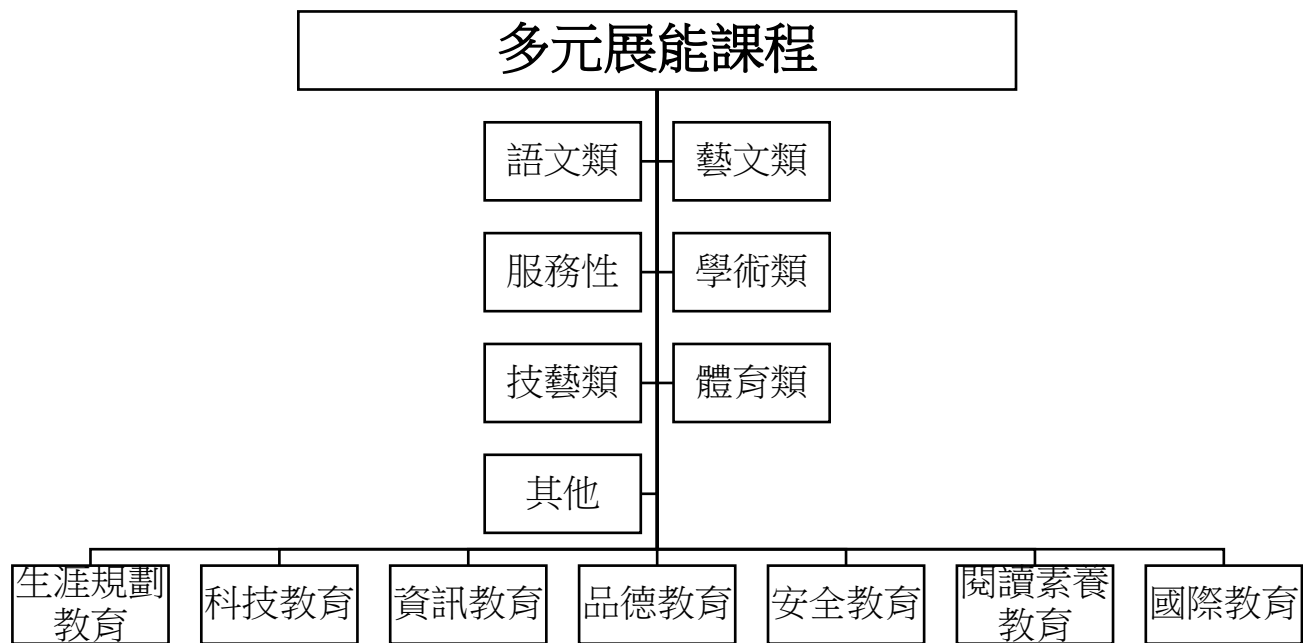 多元展能課程
語文類
藝文類
服務性
學術類
技藝類
體育類
其他
生涯規劃
教育
科技教育
資訊教育
品德教育
安全教育
閱讀素養
教育
國際教育